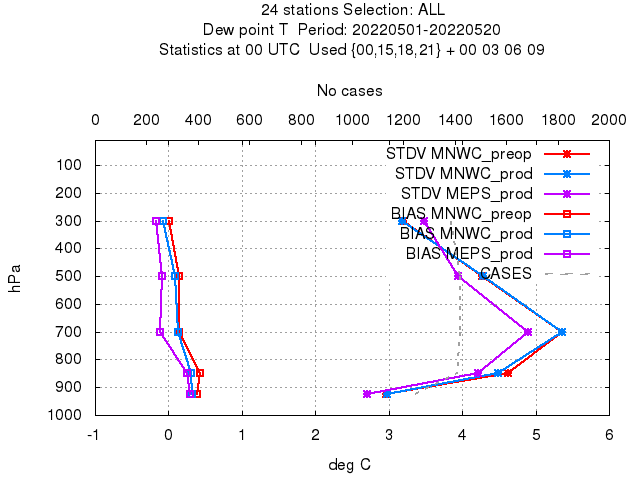 24 stations Selection: ALL
Dew point T  Period: 20220501-20220520
Statistics at 00 UTC  Used {00,15,18,21} + 00 03 06 09
No cases
0 200 400 600 800 1000 1200 1400 1600 1800 2000
STDV MNWC_preop
STDV MNWC_prod
STDV MEPS_prod
BIAS MNWC_preop
BIAS MNWC_prod
BIAS MEPS_prod
CASES
hPa
100
200
300
400
500
600
700
800
900
1000
-1 0 1 2 3 4 5 6
deg C